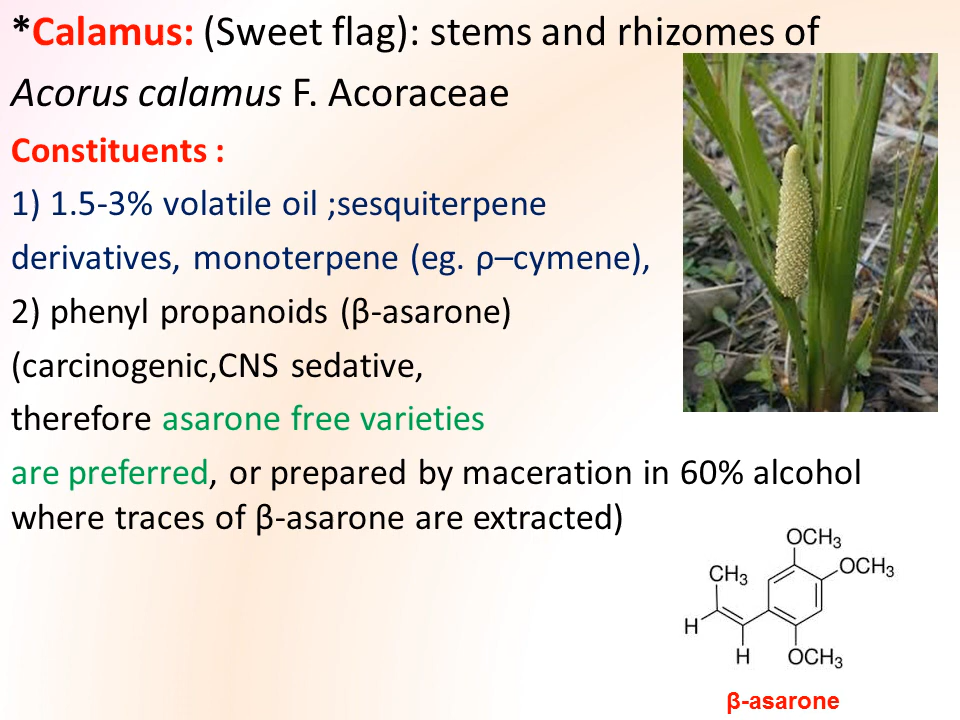 *Calamus: (Sweet flag): stems and rhizomes of
Acorus calamus F. Acoraceae
Constituents :
1) 1.5-3% volatile oil ;sesquiterpene
derivatives, monoterpene (eg. ρ–cymene),
2) phenyl propanoids (β-asarone)
(carcinogenic,CNS sedative,
therefore asarone free varieties
are preferred, or prepared by maceration in 60% alcohol
where traces of β-asarone are extracted)
OCH3
OCH3
CH3
H
H
OCH3
β-asarone